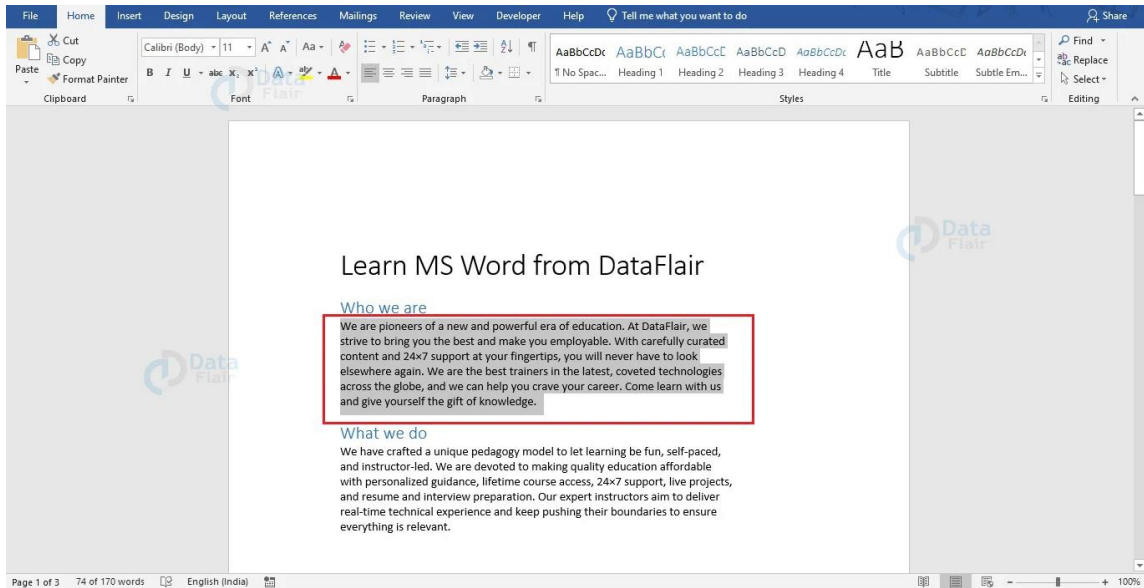 File Home Insert Design Layout References Mailings Review View Developer Help Tell me what you want to do Share
Cut
Copy
Format Painter
Paste
Calibri (Body) 11
Clipboard Font Paragraph Styles Editing
AaBbCcDc AaBbCc AaBbCcE AaBbCcD AaBbCcDc AaB AaBbCcD AaBbCcDc
¶ No Spac... Heading 1 Heading 2 Heading 3 Heading 4 Title Subtitle Subtle Em...
Find
Replace
Select
Data
Flair
Learn MS Word from DataFlair
Who we are
We are pioneers of a new and powerful era of education. At DataFlair, we
strive to bring you the best and make you employable. With carefully curated
content and 24×7 support at your fingertips, you will never have to look
elsewhere again. We are the best trainers in the latest, coveted technologies
across the globe, and we can help you crave your career. Come learn with us
and give yourself the gift of knowledge.
Data
Flair
What we do
We have crafted a unique pedagogy model to let learning be fun, self-paced,
and instructor-led. We are devoted to making quality education affordable
with personalized guidance, lifetime course access, 24×7 support, live projects,
and resume and interview preparation. Our expert instructors aim to deliver
real-time technical experience and keep pushing their boundaries to ensure
everything is relevant.
Page 1 of 3 74 of 170 words English (India) 100%